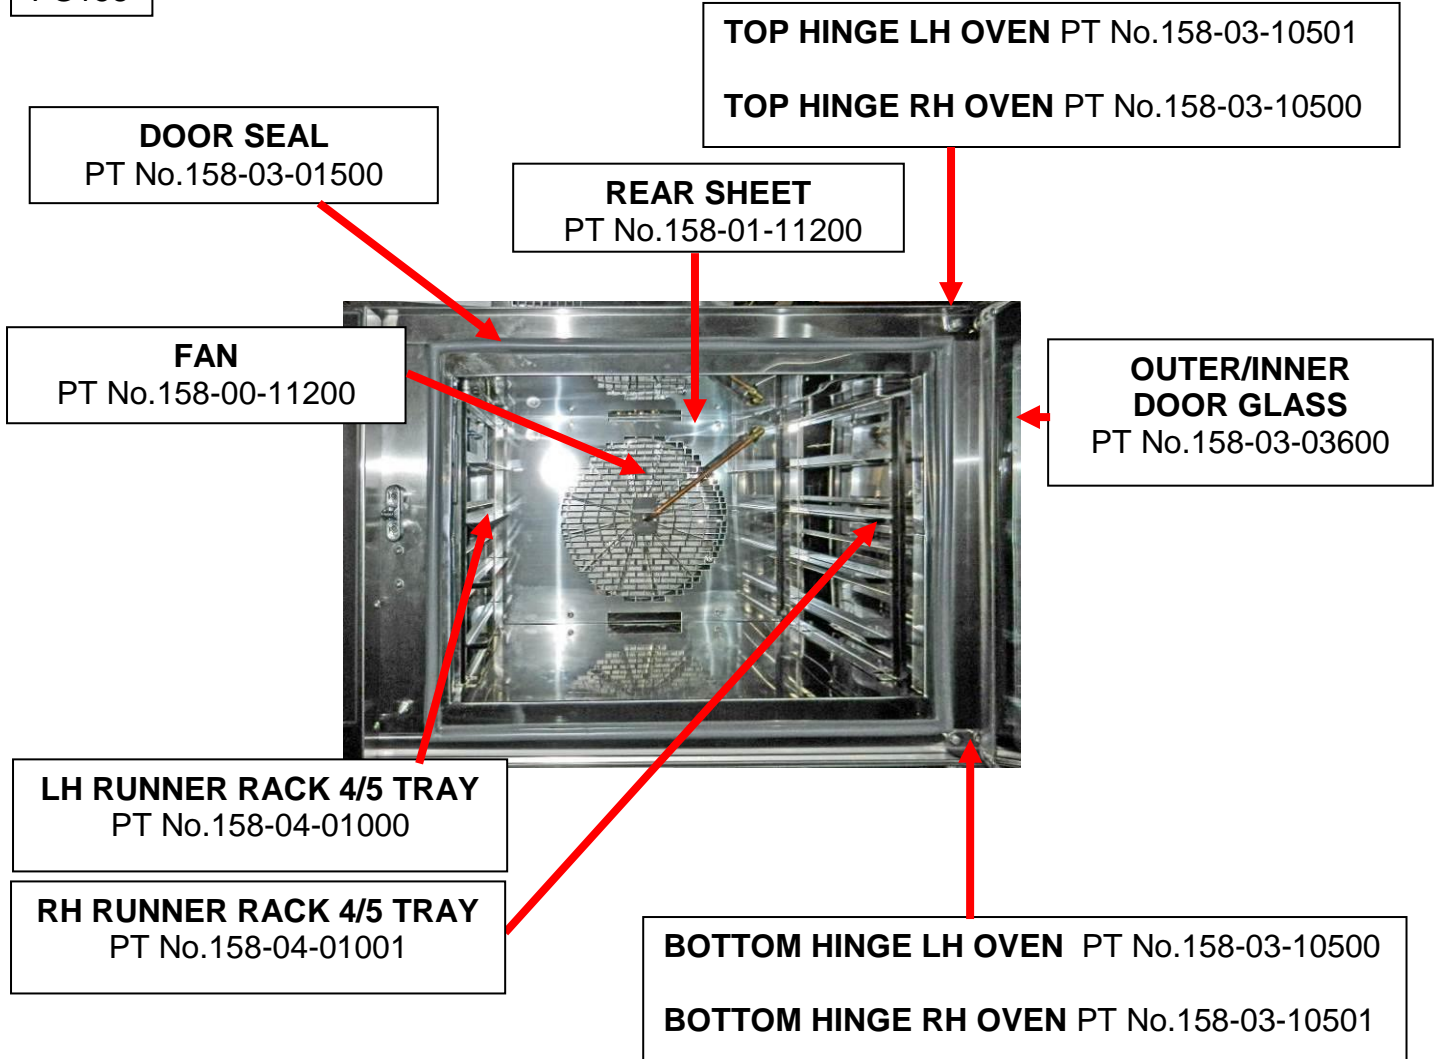 TOP HINGE LH OVEN PT No.158-03-10501
TOP HINGE RH OVEN PT No.158-03-10500
DOOR SEAL
PT No.158-03-01500
REAR SHEET
PT No.158-01-11200
FAN
PT No.158-00-11200
OUTER/INNER
DOOR GLASS
PT No.158-03-03600
LH RUNNER RACK 4/5 TRAY
PT No.158-04-01000
RH RUNNER RACK 4/5 TRAY
PT No.158-04-01001
BOTTOM HINGE LH OVEN PT No.158-03-10500
BOTTOM HINGE RH OVEN PT No.158-03-10501